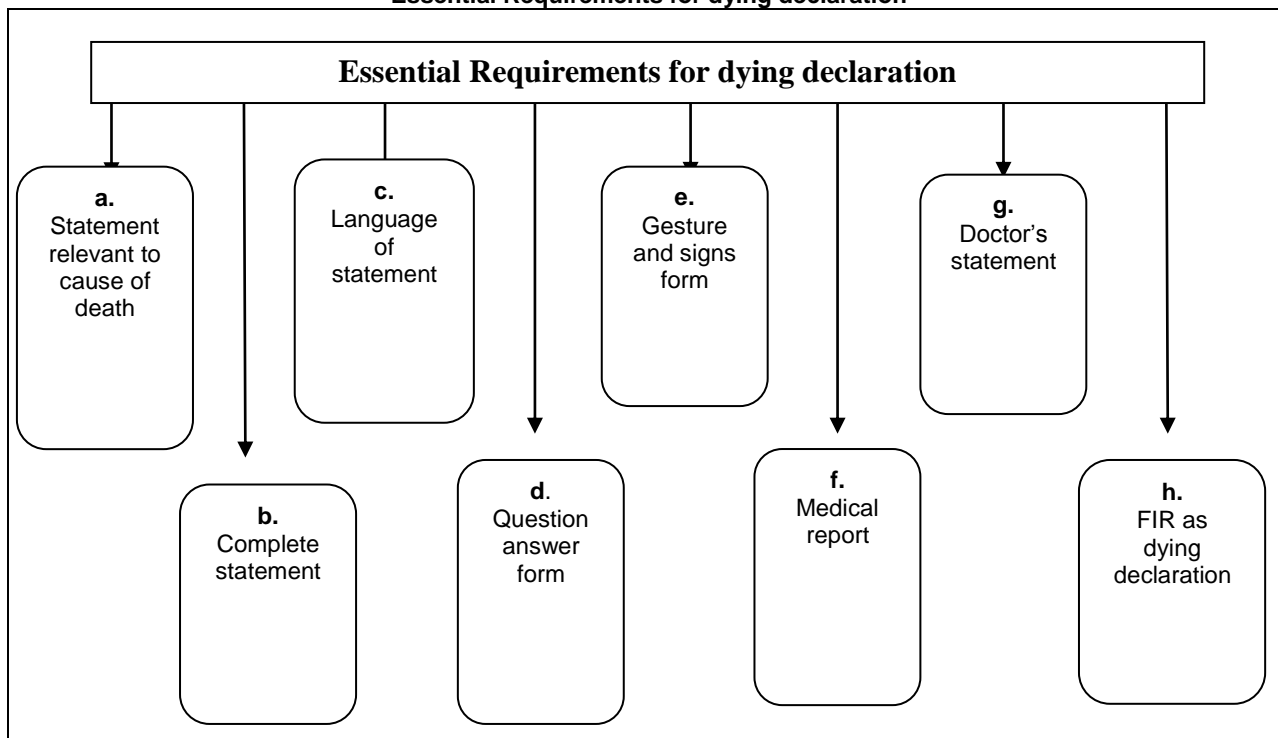 Essential Requirements for dying declaration
Essential Requirements for dying declaration
a.
Statement
relevant to
cause of
death
b.
Complete
statement
c.
Language
of
statement
d.
Question
answer
form
e.
Gesture
and signs
form
f.
Medical
report
g.
Doctor's
statement
h.
FIR as
dying
declaration